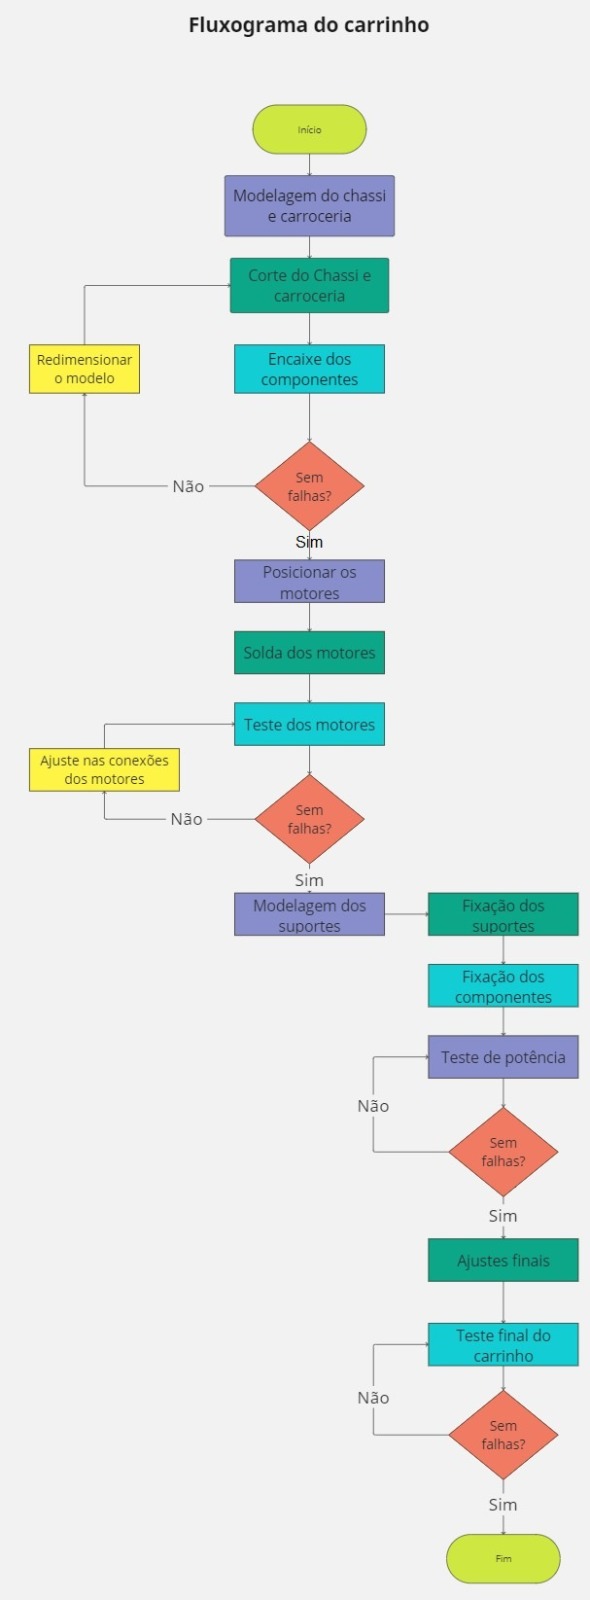 Fluxograma do carrinho
Início
Modelagem do chassi
e carroceria
Corte do Chassi e
carroceria
Redimensionar
o modelo
Encaixe dos
componentes
Sem
falhas?
Não
Sim
Posicionar os
motores
Solda dos motores
Teste dos motores
Ajuste nas conexões
dos motores
Sem
falhas?
Não
Sim
Modelagem dos
suportes
Fixação dos
suportes
Fixação dos
componentes
Teste de potência
Não
Sem
falhas?
Sim
Ajustes finais
Teste final do
carrinho
Não
Sem
falhas?
Sim
Fim